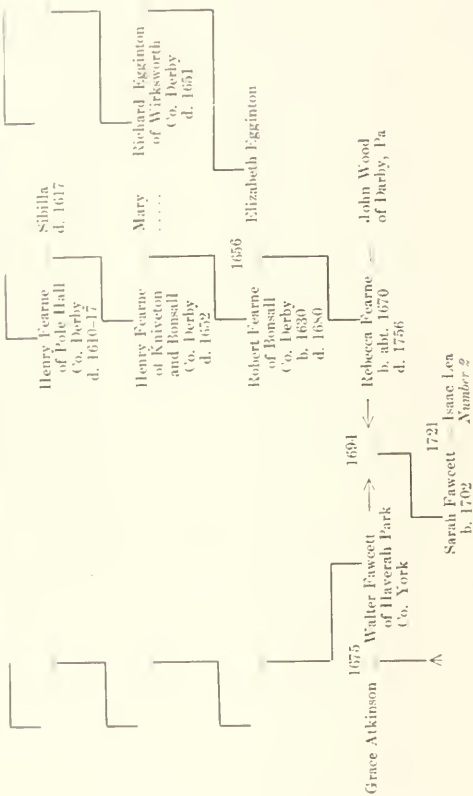 Henry Fearne
of Pole Hall
Co. Derby
d. 1610-17
Sibilla
d. 1617
Henry Fearne
of Kniveton
and Bonsall
Co. Derby
d. 1652
Mary
.....
Richard Egginton
of Wirksworth
Co. Derby
d. 1651
1656
Robert Fearne
of Bonsall
Co. Derby
b. 1630
d. 1680
Elizabeth Egginton
Grace Atkinson
1675
Walter Fawcett
of Haverah Park
Co. York
1694
Rebecca Fearne
b. abt. 1670
d. 1756
John Wood
of Darby, Pa
1721
Sarah Fawcett
b. 1702
Isaac Lea
Number 2